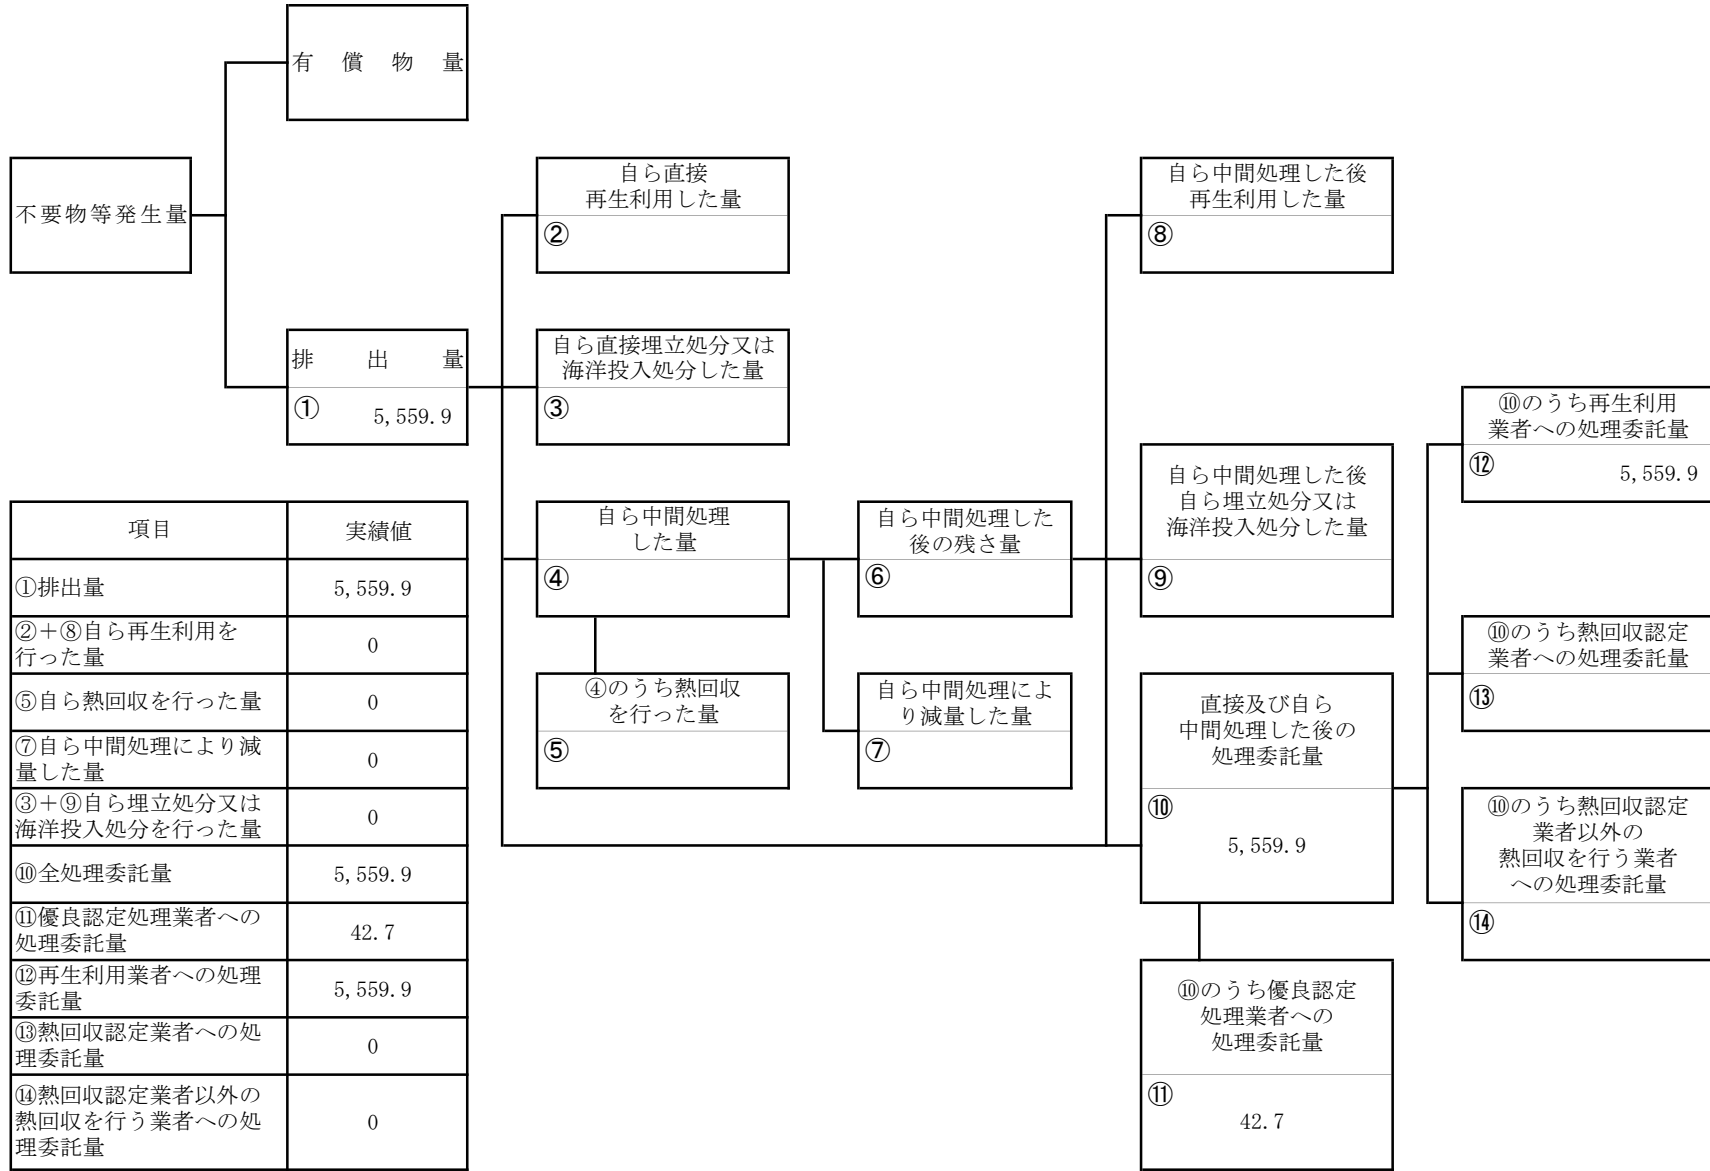 有償物量
不要物等発生量
排出量
① 5,559.9
自ら直接
再生利用した量
②
自ら直接埋立処分又は
海洋投入処分した量
③
自ら中間処理
した量
④
④のうち熱回収
を行った量
⑤
自ら中間処理した
後の残さ量
⑥
自ら中間処理によ
り減量した量
⑦
自ら中間処理した後
再生利用した量
⑧
自ら中間処理した後
自ら埋立処分又は
海洋投入処分した量
⑨
直接及び自ら
中間処理した後の
処理委託量
⑩
5,559.9
⑩のうち優良認定
処理業者への
処理委託量
⑪
42.7
⑩のうち再生利用
業者への処理委託量
⑫ 5,559.9
⑩のうち熱回収認定
業者への処理委託量
⑬
⑩のうち熱回収認定
業者以外の
熱回収を行う業者
への処理委託量
⑭
項目 実績値
①排出量 5,559.9
②＋⑧自ら再生利用を
行った量 0
⑤自ら熱回収を行った量 0
⑦自ら中間処理により減
量した量 0
③＋⑨自ら埋立処分又は
海洋投入処分を行った量 0
⑩全処理委託量 5,559.9
⑪優良認定処理業者への
処理委託量 42.7
⑫再生利用業者への処理
委託量 5,559.9
⑬熱回収認定業者への処
理委託量 0
⑭熱回収認定業者以外の
熱回収を行う業者への処
理委託量 0